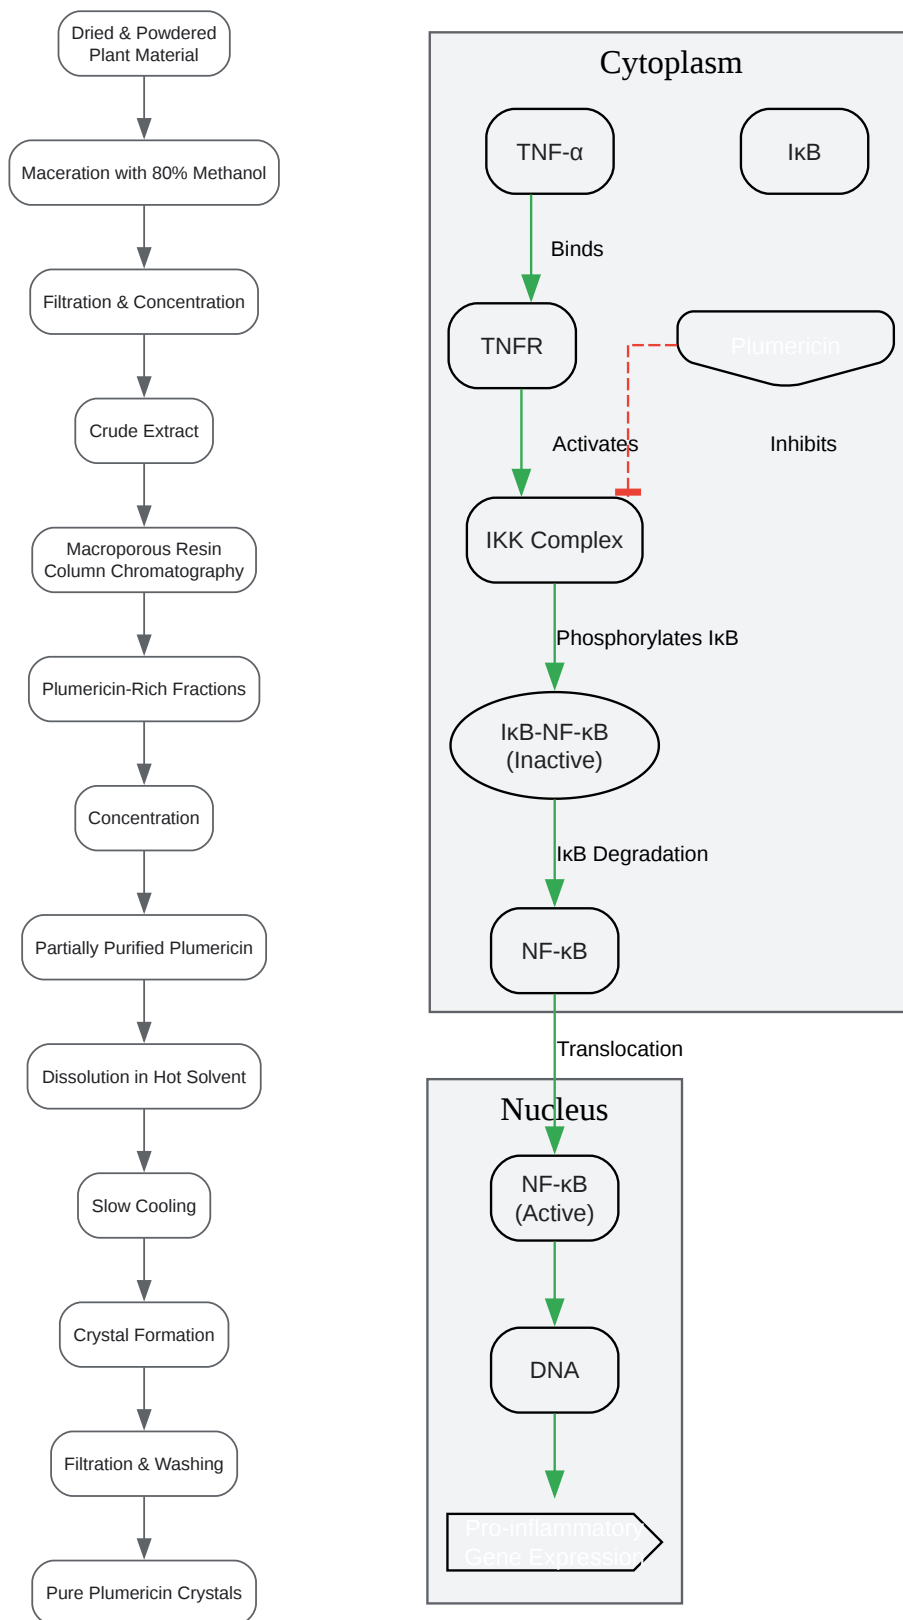 Dried & Powdered
Plant Material
Maceration with 80% Methanol
Filtration & Concentration
Crude Extract
Macroporous Resin
Column Chromatography
Plumericin-Rich Fractions
Concentration
Partially Purified Plumericin
Dissolution in Hot Solvent
Slow Cooling
Crystal Formation
Filtration & Washing
Pure Plumericin Crystals
Cytoplasm
TNF-α
IκB
Binds
TNFR
Plumericin
Activates
Inhibits
IKK Complex
Phosphorylates IκB
IκB-NF-κB
(Inactive)
IκB Degradation
NF-κB
Translocation
Nucleus
NF-κB
(Active)
DNA
Pro-inflammatory
Gene Expression